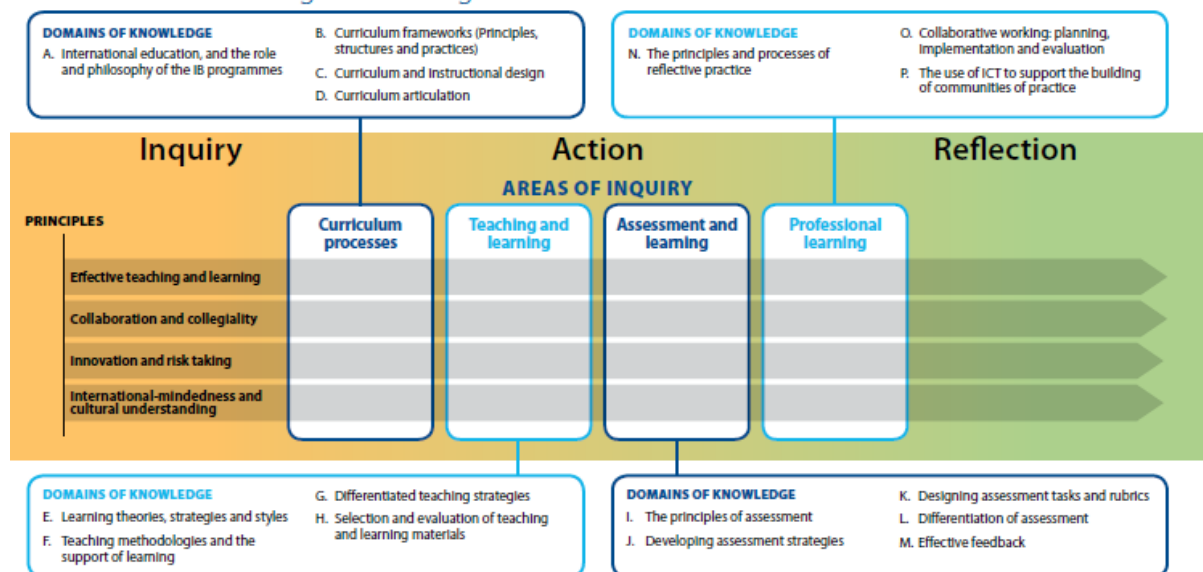 DOMAINS OF KNOWLEDGE
A. International education, and the role
and philosophy of the IB programmes
B. Curriculum frameworks (Principles,
structures and practices)
C. Curriculum and instructional design
D. Curriculum articulation
DOMAINS OF KNOWLEDGE
N. The principles and processes of
reflective practice
O. Collaborative working: planning,
implementation and evaluation
P. The use of ICT to support the building
of communities of practice
Inquiry
Action
Reflection
AREAS OF INQUIRY
PRINCIPLES
Curriculum
processes
Teaching and
learning
Assessment and
learning
Professional
learning
Effective teaching and learning
Collaboration and collegiality
Innovation and risk taking
International-mindedness and
cultural understanding
DOMAINS OF KNOWLEDGE
E. Learning theories, strategies and styles
F. Teaching methodologies and the
support of learning
G. Differentiated teaching strategies
H. Selection and evaluation of teaching
and learning materials
DOMAINS OF KNOWLEDGE
I. The principles of assessment
J. Developing assessment strategies
K. Designing assessment tasks and rubrics
L. Differentiation of assessment
M. Effective feedback